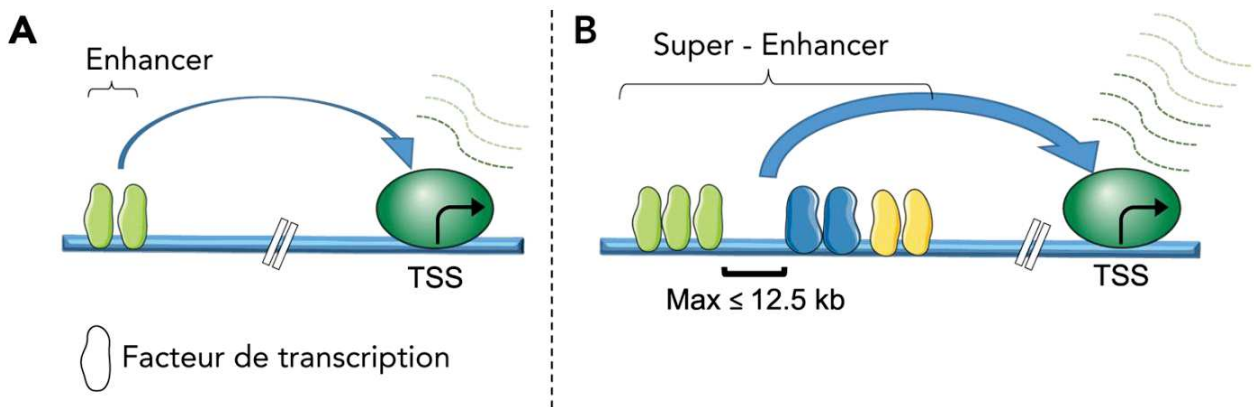 A
Enhancer
TSS
Facteur de transcription
B
Super - Enhancer
Max ≤ 12.5 kb
TSS